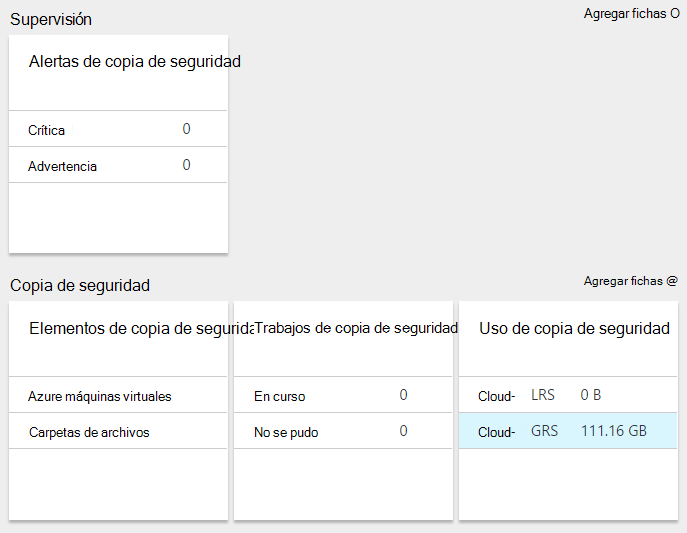 Supervisión
Agregar fichas O
Alertas de copia de seguridad
Crítica 0
Advertencia 0
Copia de seguridad
Agregar fichas @
Elementos de copia de segurida
Trabajos de copia de seguridad
Uso de copia de seguridad
Azure máquinas virtuales
En curso 0
Cloud- LRS 0 B
Carpetas de archivos
No se pudo 0
Cloud- GRS 111.16 GB